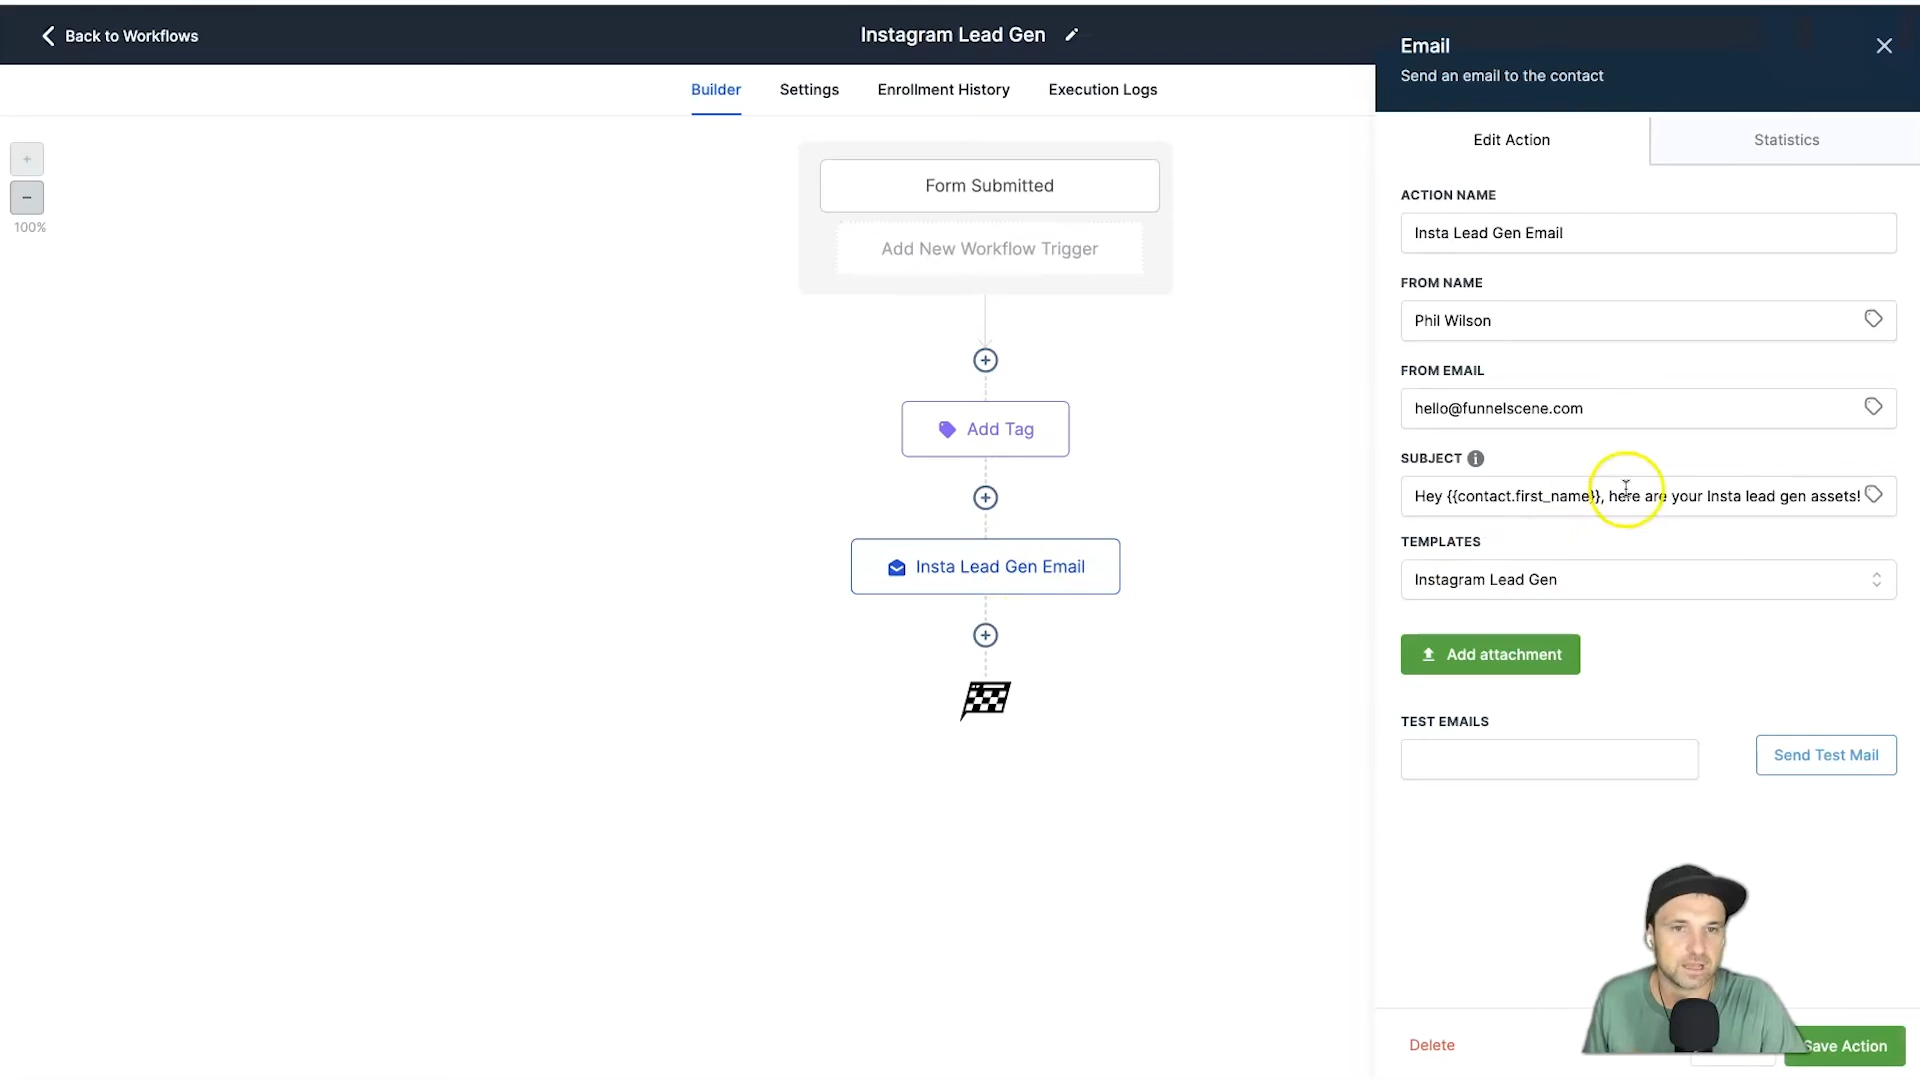 Back to Workflows
Instagram Lead Gen
Builder
Settings
Enrollment History
Execution Logs
+
−
100%
Form Submitted
Add New Workflow Trigger
Add Tag
Insta Lead Gen Email
Email
Send an email to the contact
Edit Action
Statistics
ACTION NAME
Insta Lead Gen Email
FROM NAME
Phil Wilson
FROM EMAIL
hello@funnelscene.com
SUBJECT
Hey {{contact.first_name}}, here are your Insta lead gen assets!
TEMPLATES
Instagram Lead Gen
Add attachment
TEST EMAILS
Send Test Mail
Delete
Save Action